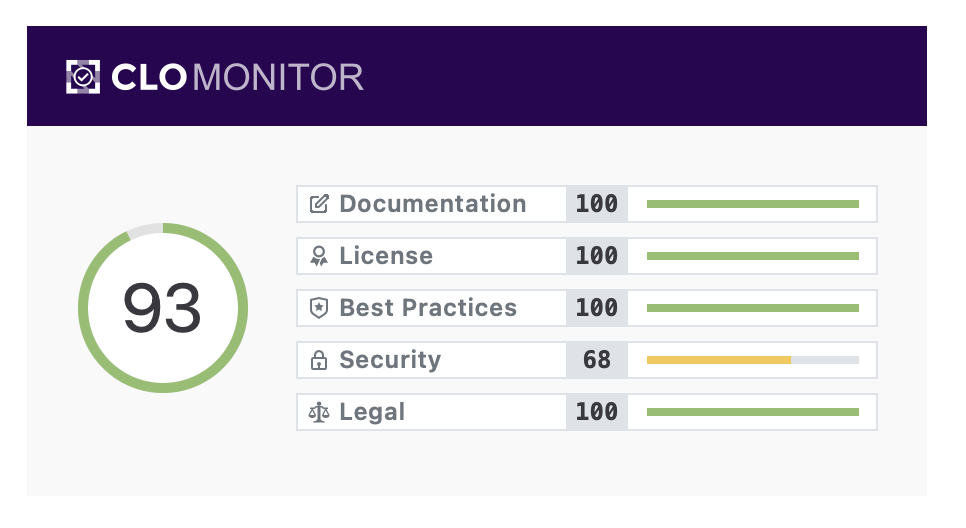 CLOMONITOR
93
Documentation 100
License 100
Best Practices 100
Security 68
Legal 100